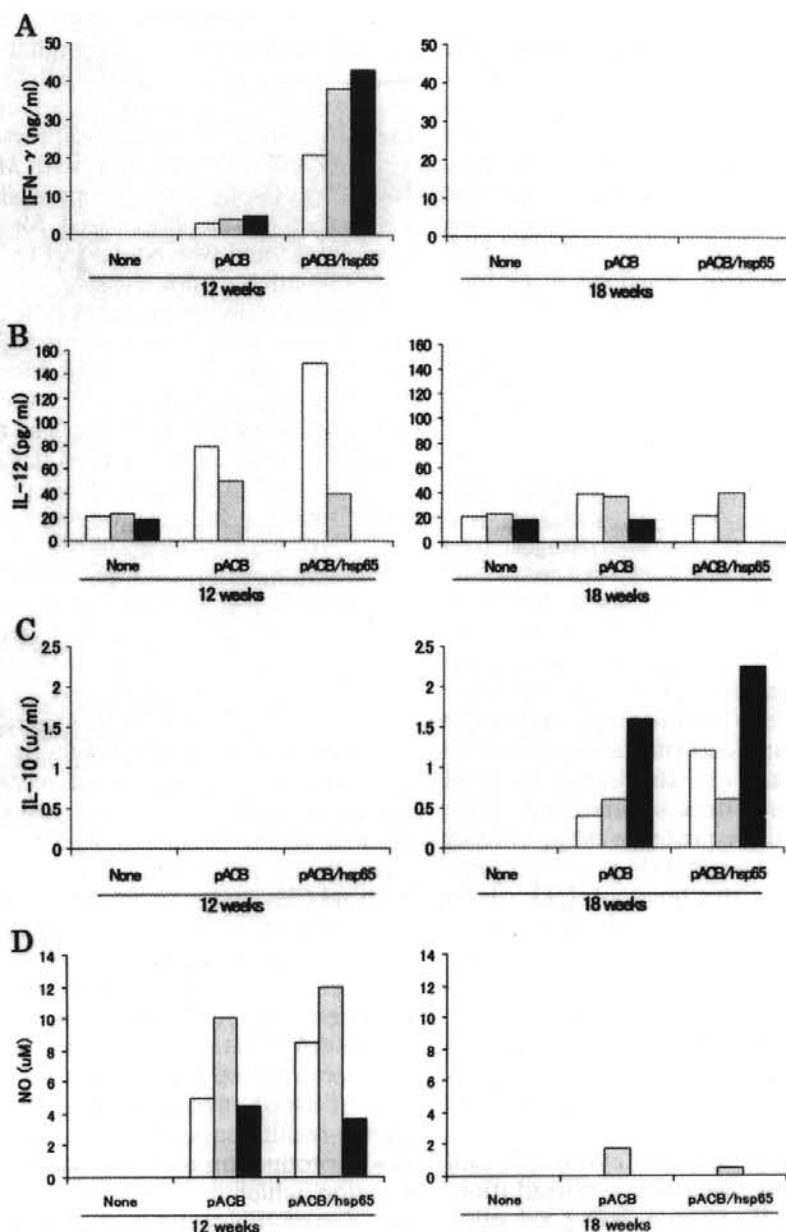 A
50 50
40 40
30 30
20 20
10 10
0 0
IFN-γ (ng/ml)
None pACB pACB/hsp65 None pACB pACB/hsp65
12 weeks 18 weeks
B
160 160
140 140
120 120
100 100
80 80
60 60
40 40
20 20
0 0
IL-12 (pg/ml)
None pACB pACB/hsp65 None pACB pACB/hsp65
12 weeks 18 weeks
C
2.5 2.5
2 2
1.5 1.5
1 1
0.5 0.5
0 0
IL-10 (u/ml)
None pACB pACB/hsp65 None pACB pACB/hsp65
12 weeks 18 weeks
D
14 14
12 12
10 10
8 8
6 6
4 4
2 2
0 0
NO (uM)
None pACB pACB/hsp65 None pACB pACB/hsp65
12 weeks 18 weeks